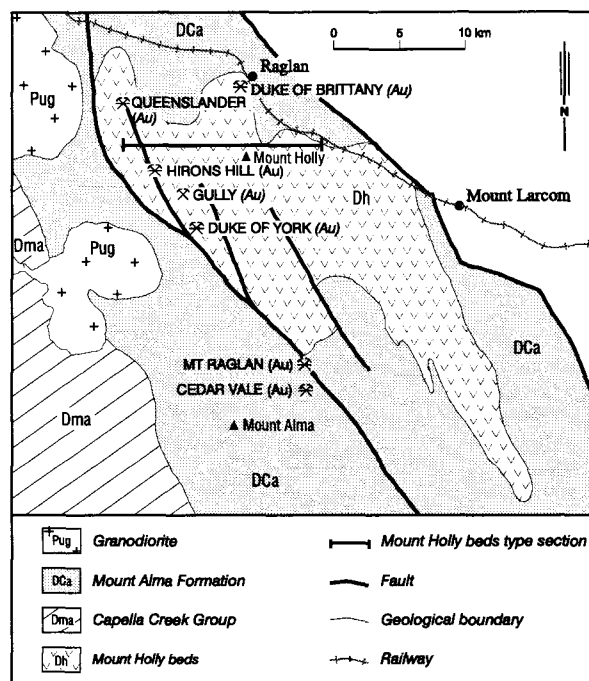 DCa
0 5 10 km
Raglan
Pug
DUKE OF BRITTANY (Au)
QUEENSLANDER
(Au)
N
Mount Holly
HIRONS HILL (Au)
Dh
GULLY (Au)
Mount Larcom
DUKE OF YORK (Au)
Dma
Pug
DCa
MT RAGLAN (Au)
CEDAR VALE (Au)
Dma
Mount Alma
DCa
Pug Granodiorite
Mount Holly beds type section
DCa Mount Alma Formation
Fault
Dma Capella Creek Group
Geological boundary
Dh Mount Holly beds
Railway